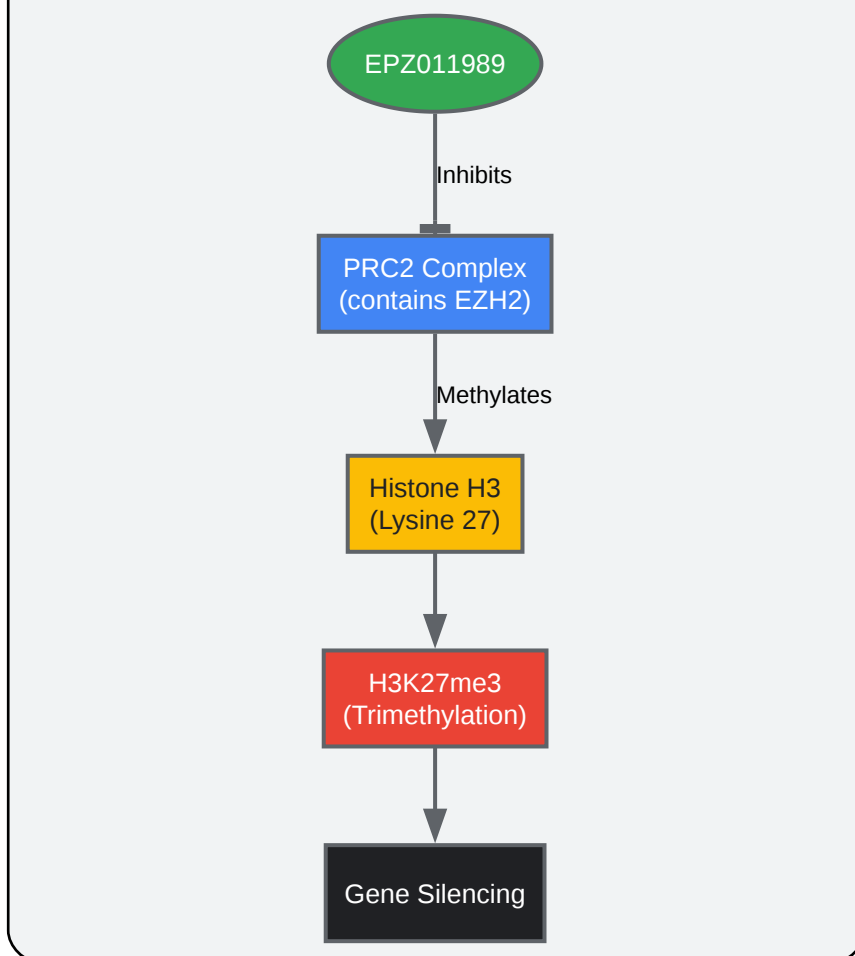 EPZ011989
Inhibits
PRC2 Complex
(contains EZH2)
Methylates
Histone H3
(Lysine 27)
H3K27me3
(Trimethylation)
Gene Silencing